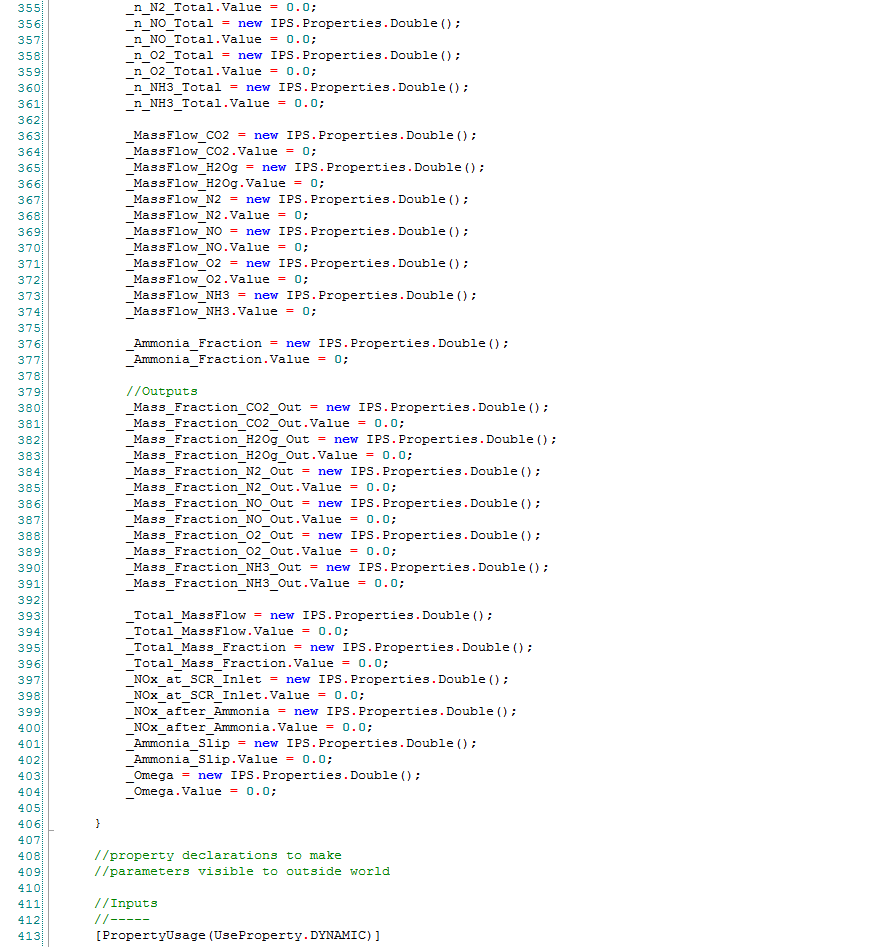 355 _n_N2_Total.Value = 0.0;
356 _n_NO_Total = new IPS.Properties.Double();
357 _n_NO_Total.Value = 0.0;
358 _n_O2_Total = new IPS.Properties.Double();
359 _n_O2_Total.Value = 0.0;
360 _n_NH3_Total = new IPS.Properties.Double();
361 _n_NH3_Total.Value = 0.0;
362
363 _MassFlow_CO2 = new IPS.Properties.Double();
364 _MassFlow_CO2.Value = 0;
365 _MassFlow_H2Og = new IPS.Properties.Double();
366 _MassFlow_H2Og.Value = 0;
367 _MassFlow_N2 = new IPS.Properties.Double();
368 _MassFlow_N2.Value = 0;
369 _MassFlow_NO = new IPS.Properties.Double();
370 _MassFlow_NO.Value = 0;
371 _MassFlow_O2 = new IPS.Properties.Double();
372 _MassFlow_O2.Value = 0;
373 _MassFlow_NH3 = new IPS.Properties.Double();
374 _MassFlow_NH3.Value = 0;
375
376 _Ammonia_Fraction = new IPS.Properties.Double();
377 _Ammonia_Fraction.Value = 0;
378
379 //Outputs
380 _Mass_Fraction_CO2_Out = new IPS.Properties.Double();
381 _Mass_Fraction_CO2_Out.Value = 0.0;
382 _Mass_Fraction_H2Og_Out = new IPS.Properties.Double();
383 _Mass_Fraction_H2Og_Out.Value = 0.0;
384 _Mass_Fraction_N2_Out = new IPS.Properties.Double();
385 _Mass_Fraction_N2_Out.Value = 0.0;
386 _Mass_Fraction_NO_Out = new IPS.Properties.Double();
387 _Mass_Fraction_NO_Out.Value = 0.0;
388 _Mass_Fraction_O2_Out = new IPS.Properties.Double();
389 _Mass_Fraction_O2_Out.Value = 0.0;
390 _Mass_Fraction_NH3_Out = new IPS.Properties.Double();
391 _Mass_Fraction_NH3_Out.Value = 0.0;
392
393 _Total_MassFlow = new IPS.Properties.Double();
394 _Total_MassFlow.Value = 0.0;
395 _Total_Mass_Fraction = new IPS.Properties.Double();
396 _Total_Mass_Fraction.Value = 0.0;
397 _NOx_at_SCR_Inlet = new IPS.Properties.Double();
398 _NOx_at_SCR_Inlet.Value = 0.0;
399 _NOx_after_Ammonia = new IPS.Properties.Double();
400 _NOx_after_Ammonia.Value = 0.0;
401 _Ammonia_Slip = new IPS.Properties.Double();
402 _Ammonia_Slip.Value = 0.0;
403 _Omega = new IPS.Properties.Double();
404 _Omega.Value = 0.0;
405
406 }
407
408 //property declarations to make
409 //parameters visible to outside world
410
411 //Inputs
412 //-----
413 [PropertyUsage(UseProperty.DYNAMIC)]